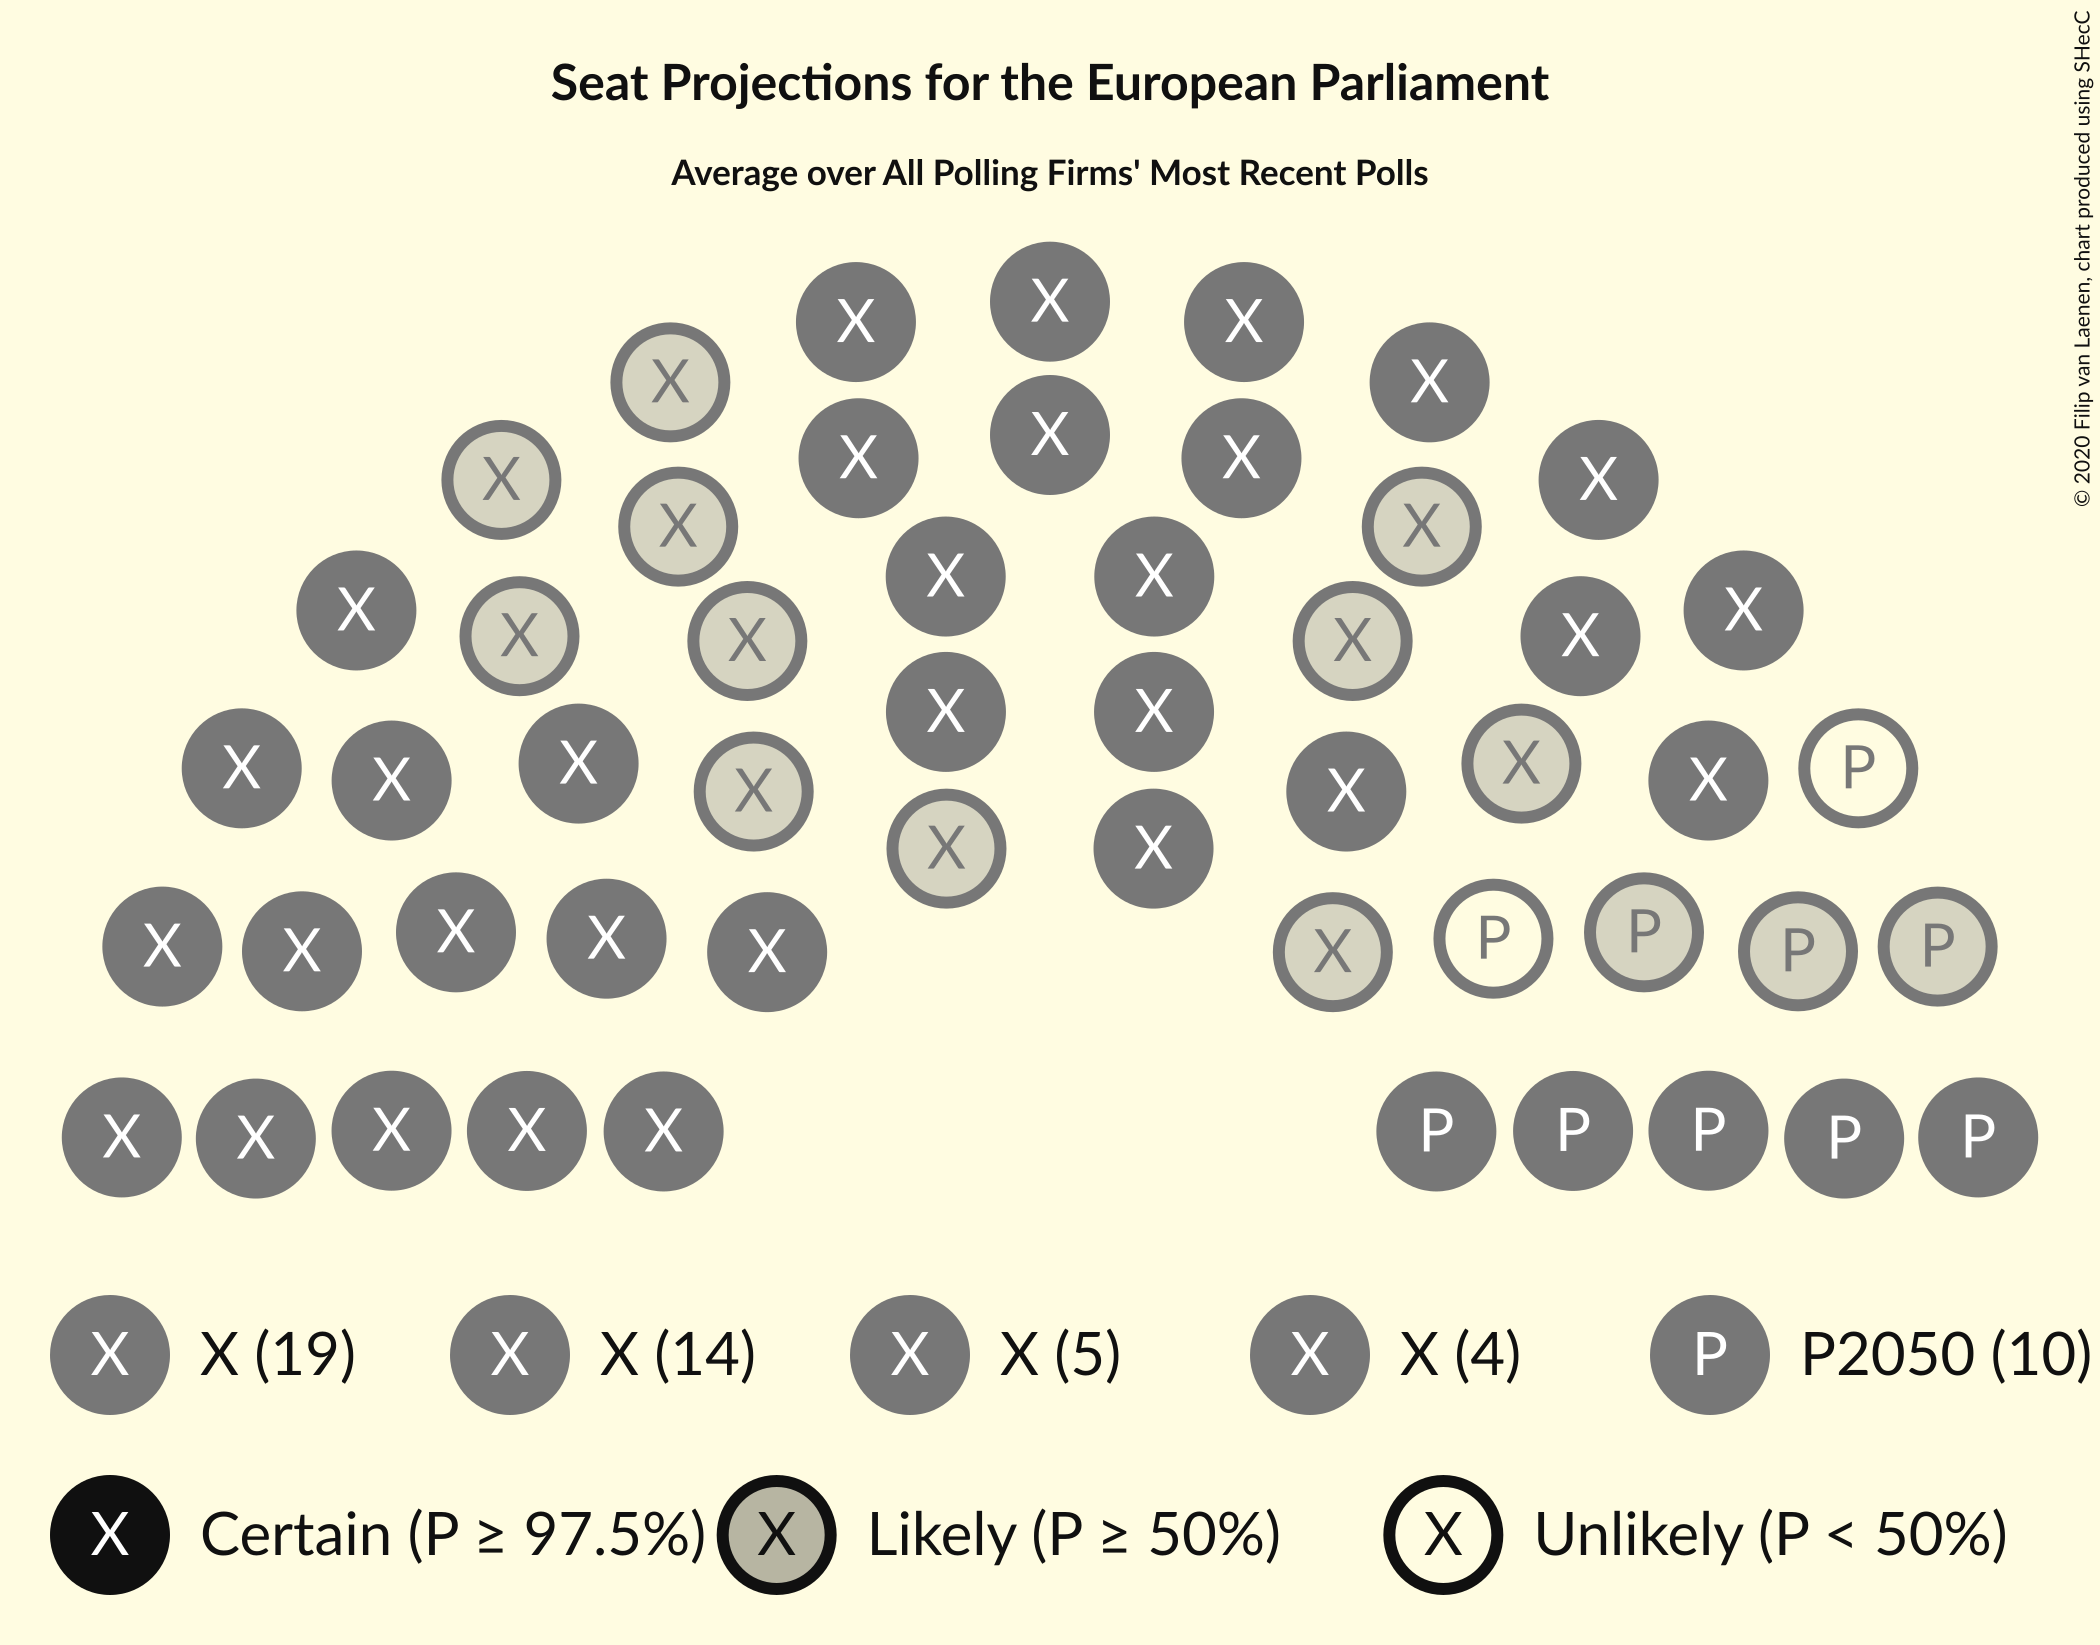 Seat Projections for the European Parliament
Average over All Polling Firms' Most Recent Polls
© 2020 Filip van Laenen, chart produced using SHecC
X X X
X X
X X X
X X
X X
X X
X X
X X X X
X X
X X X X
X P
X X X X
X X
X X X X X
X P P P P
X X X X X
P P P P P
X X (19) X X (14) X X (5) X X (4) P P2050 (10)
X Certain (P ≥ 97.5%) X Likely (P ≥ 50%) X Unlikely (P < 50%)